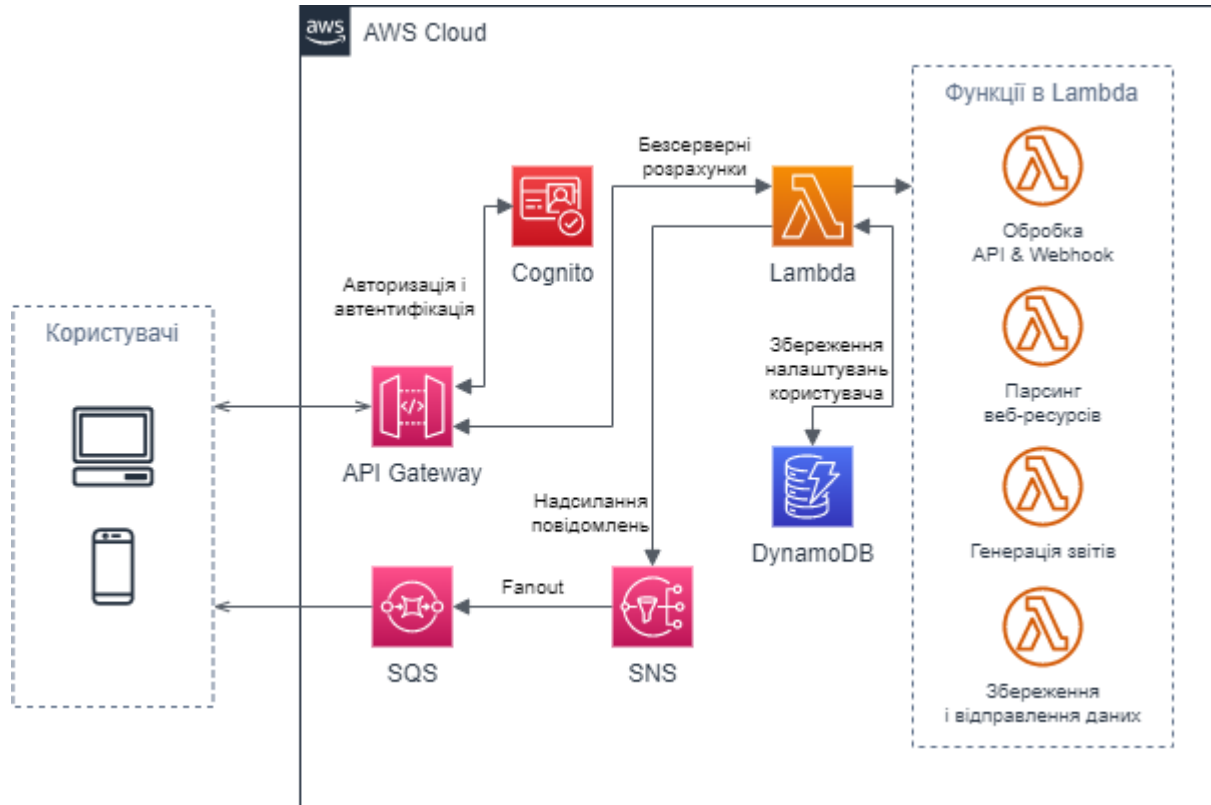 aws
AWS Cloud
Функції в Lambda
Безсерверні
розрахунки
Обробка
API & Webhook
Cognito
Lambda
Авторизація і
автентифікація
Користувачі
Збереження
налаштувань
користувача
Парсинг
веб-ресурсів
API Gateway
Надсилання
повідомлень
DynamoDB
Генерація звітів
Fanout
SQS
SNS
Збереження
і відправлення даних